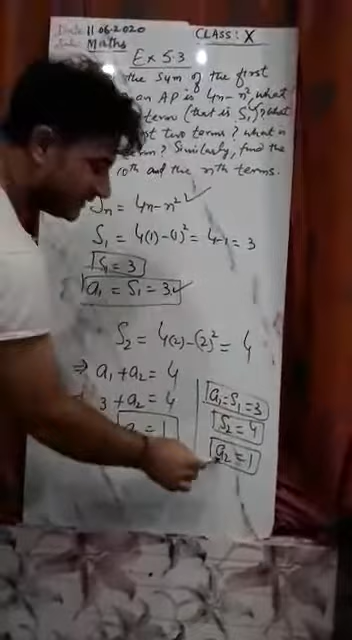 Date: 11.06.2020
CLASS: X
Sub: Maths
Ex 5.3
the sum of the first
an AP is 4n-n², what
term (that is S₁)? what
two terms? what is
term? Similarly, find the
10th and the nth terms.
Sn = 4n-n² ✓
S₁ = 4(1)-(1)² = 4-1 = 3
S₁ = 3
a₁ = S₁ = 3 ✓
S₂ = 4(2)-(2)² = 4
⇒ a₁ + a₂ = 4
3 + a₂ = 4
a₂ = 1
a₁ = S₁ = 3
S₂ = 4
a₂ = 1